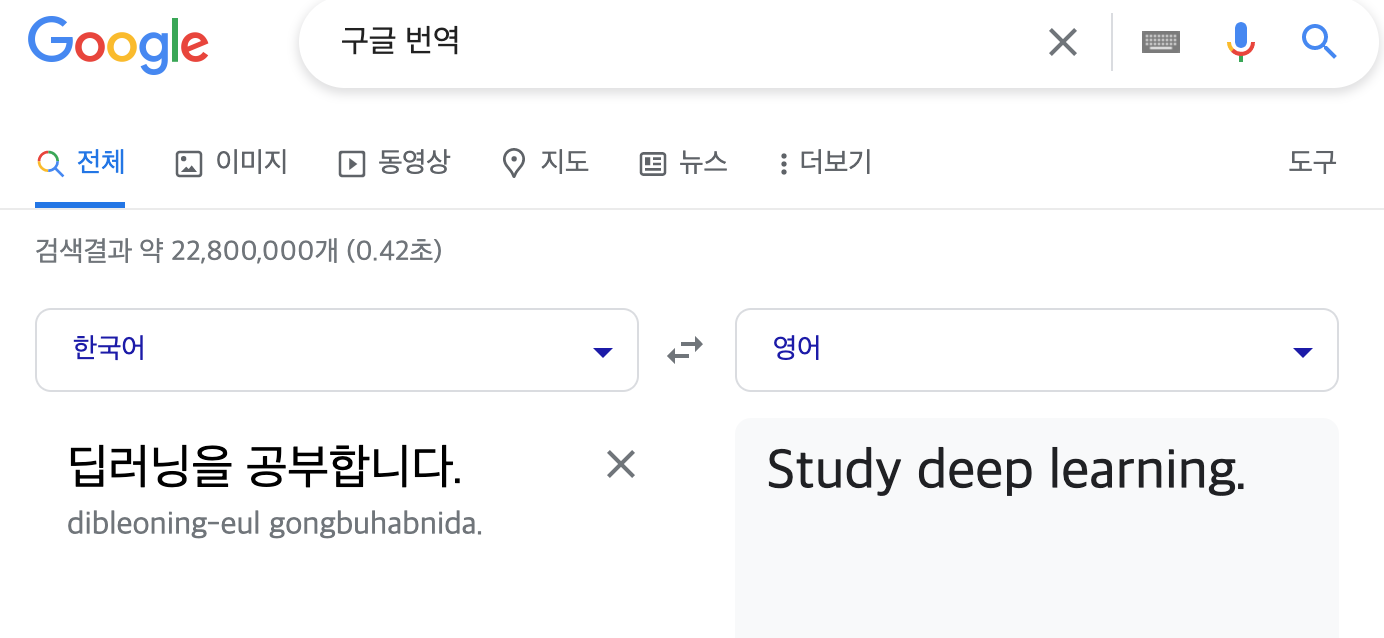 Google 구글 번역
전체 이미지 동영상 지도 뉴스 더보기 도구
검색결과 약 22,800,000개 (0.42초)
한국어 영어
딥러닝을 공부합니다. Study deep learning.
dibleoning-eul gongbuhabnida.